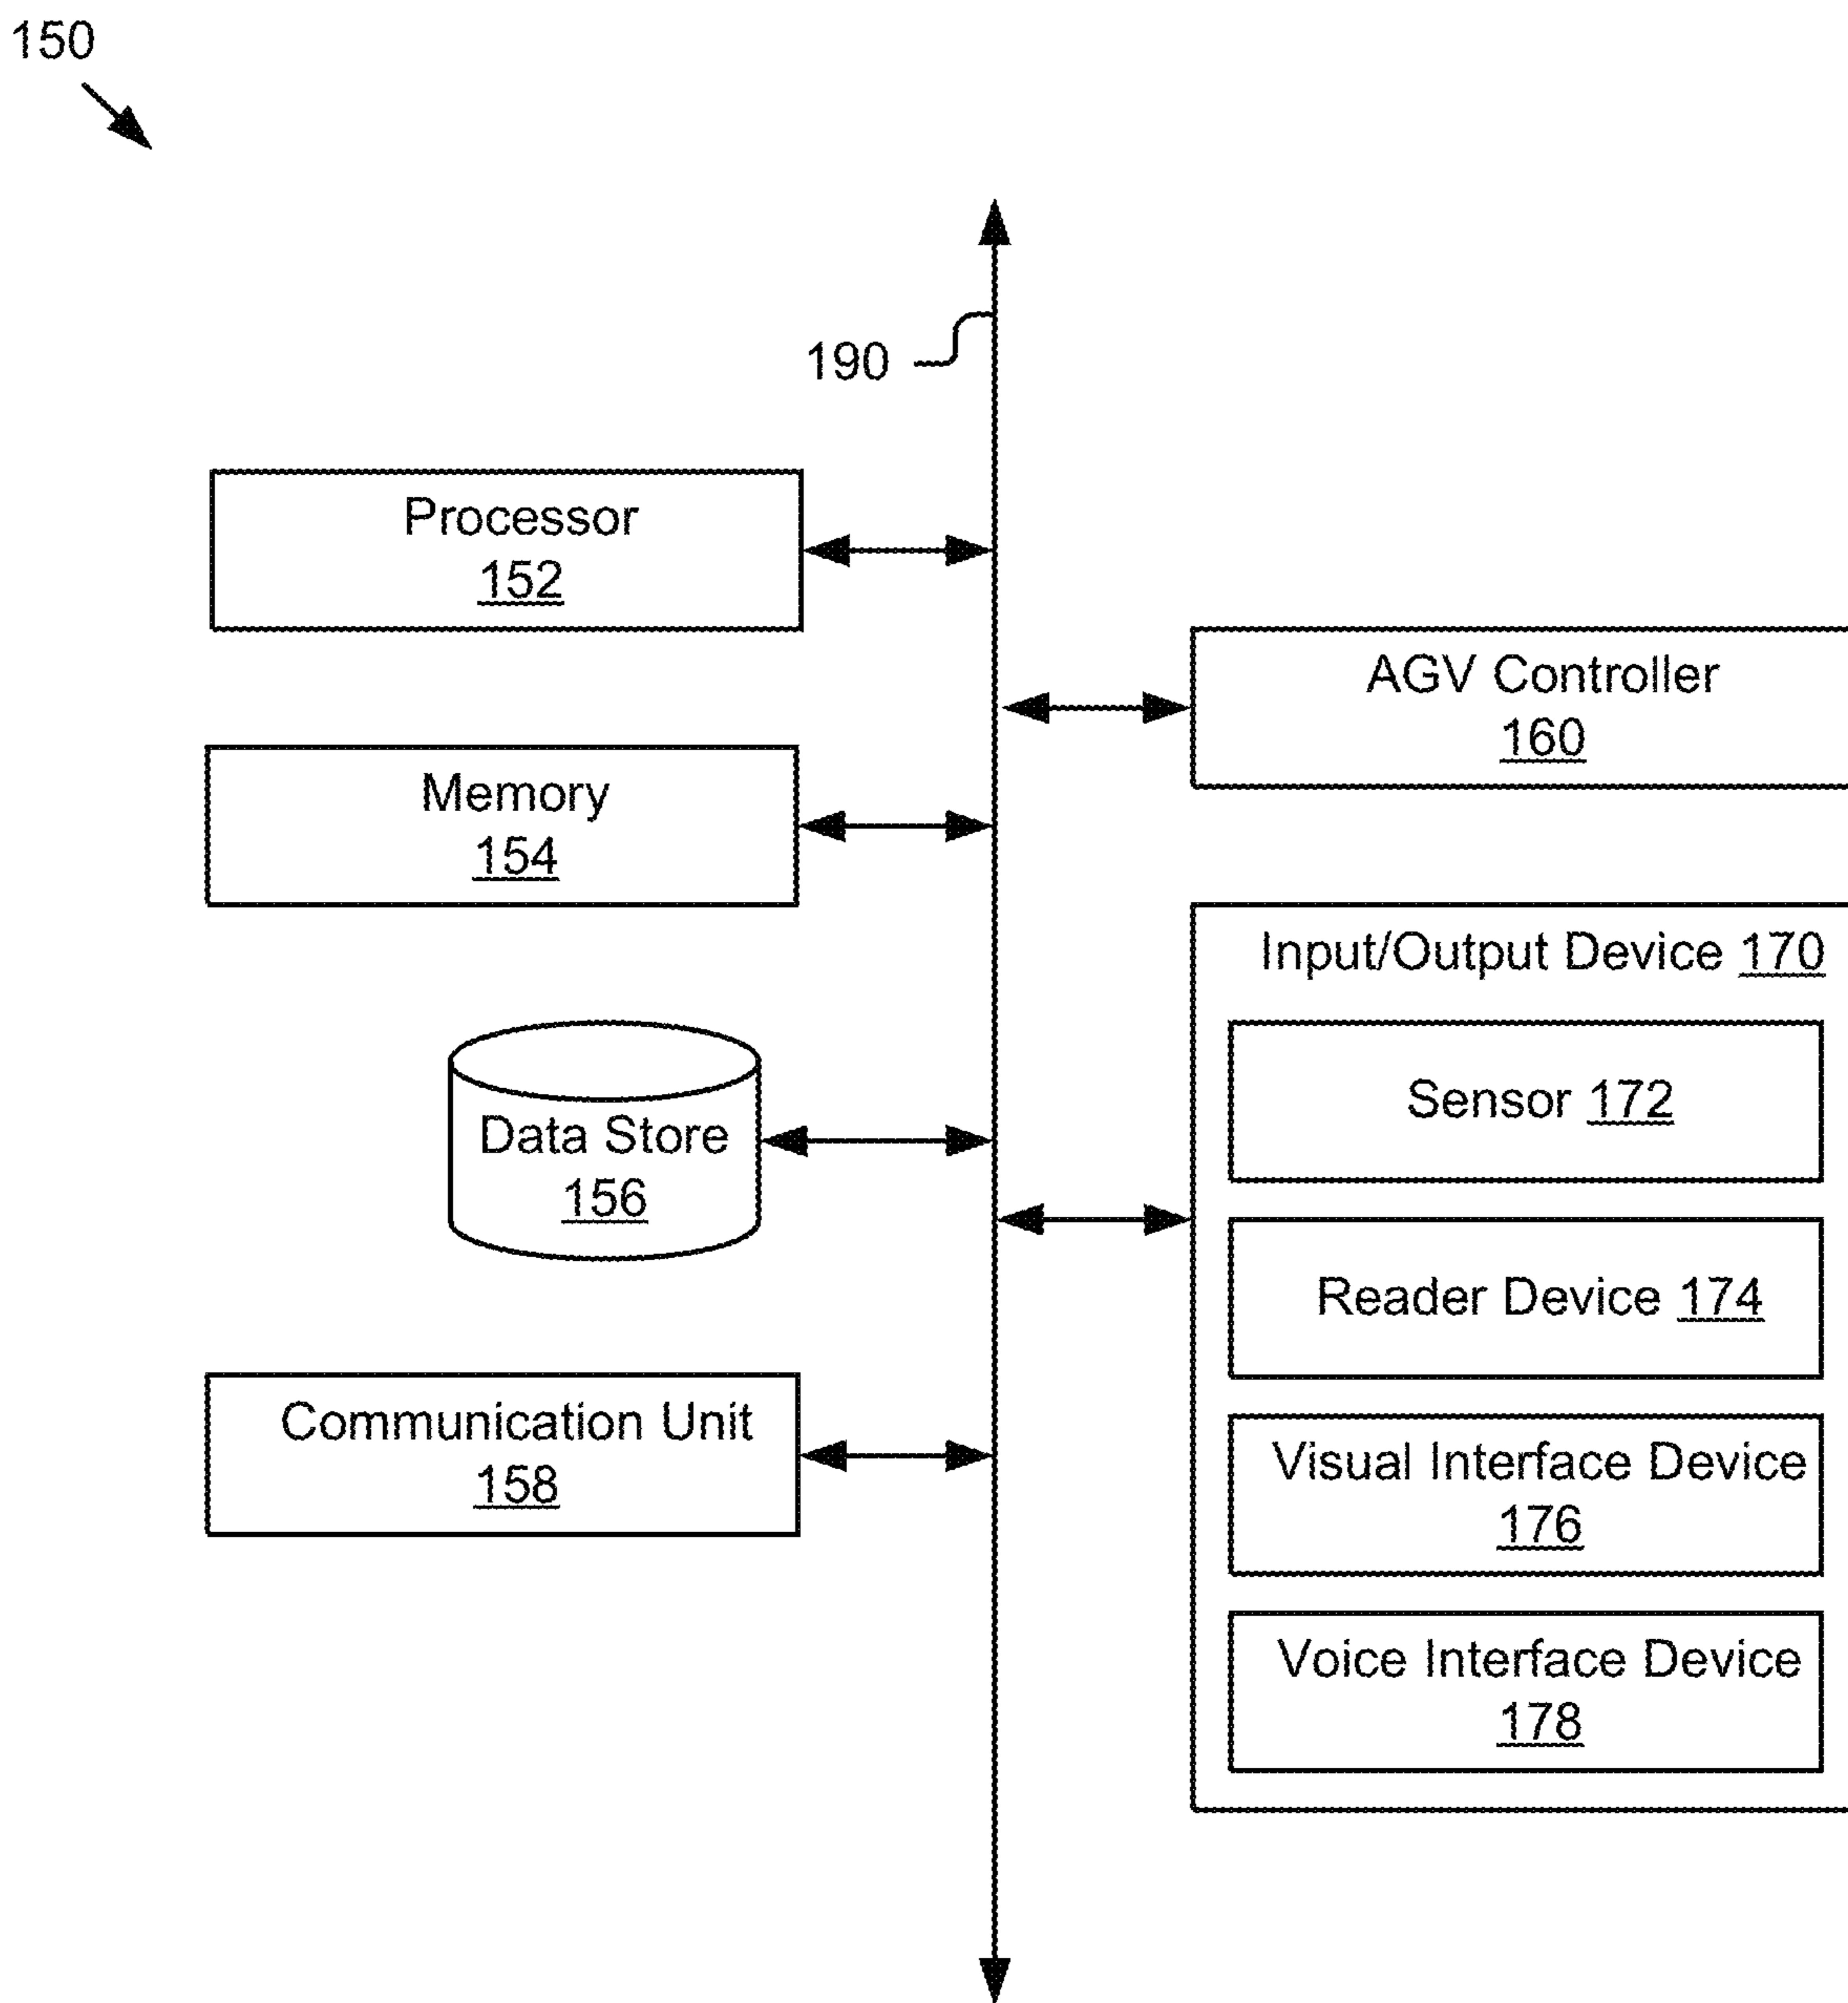 150
190
Processor
152
AGV Controller
160
Memory
154
Input/Output Device 170
Sensor 172
Data Store
156
Reader Device 174
Communication Unit
158
Visual Interface Device
176
Voice Interface Device
178